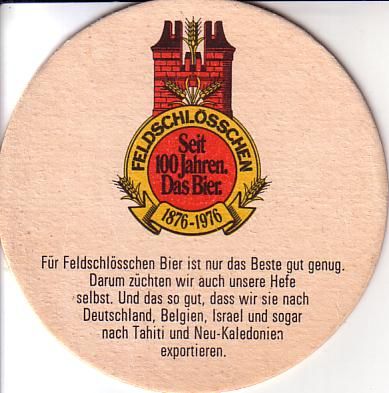 FELDSCHLÖSSCHEN
Seit
100 Jahren.
Das Bier.
1876-1976
Für Feldschlösschen Bier ist nur das Beste gut genug.
Darum züchten wir auch unsere Hefe
selbst. Und das so gut, dass wir sie nach
Deutschland, Belgien, Israel und sogar
nach Tahiti und Neu-Kaledonien
exportieren.